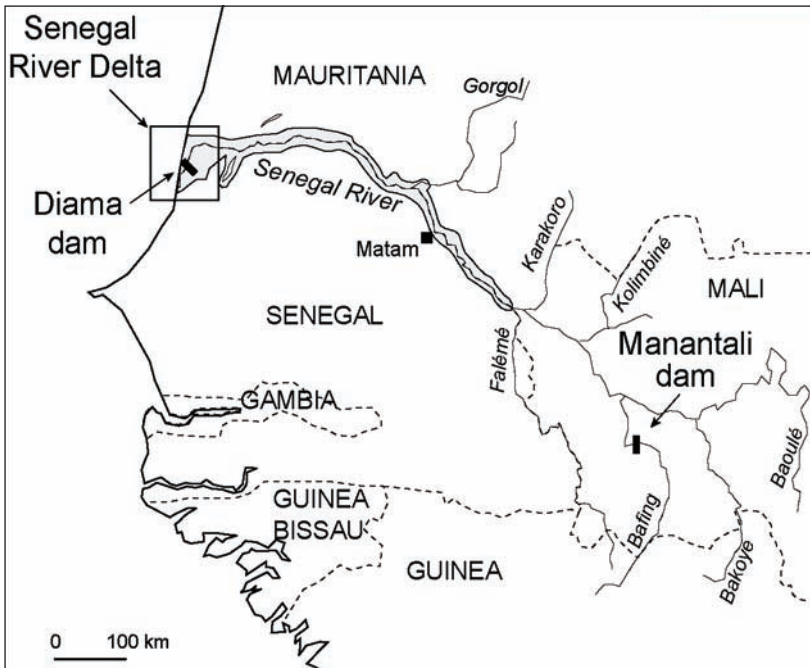 Senegal
River Delta
MAURITANIA
Gorgol
Diama
dam
Senegal River
Matam
Karakoro
Kolimbiné
MALI
SENEGAL
Falémé
Manantali
dam
GAMBIA
Baoulé
GUINEA
BISSAU
Bafing
Bakoye
GUINEA
0 100 km